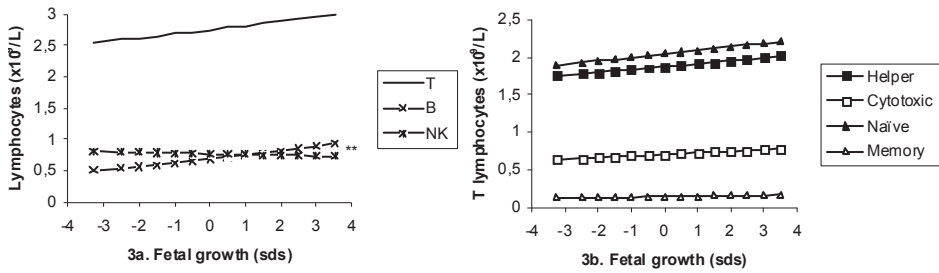 Lymphocytes (x10⁹/L)
3
2,5
2
1,5
1
0,5
0
-4 -3 -2 -1 0 1 2 3 4
**
3a. Fetal growth (sds)
T
B
NK
T lymphocytes (x10⁹/L)
2,5
2
1,5
1
0,5
0
-4 -3 -2 -1 0 1 2 3 4
3b. Fetal growth (sds)
Helper
Cytotoxic
Naïve
Memory